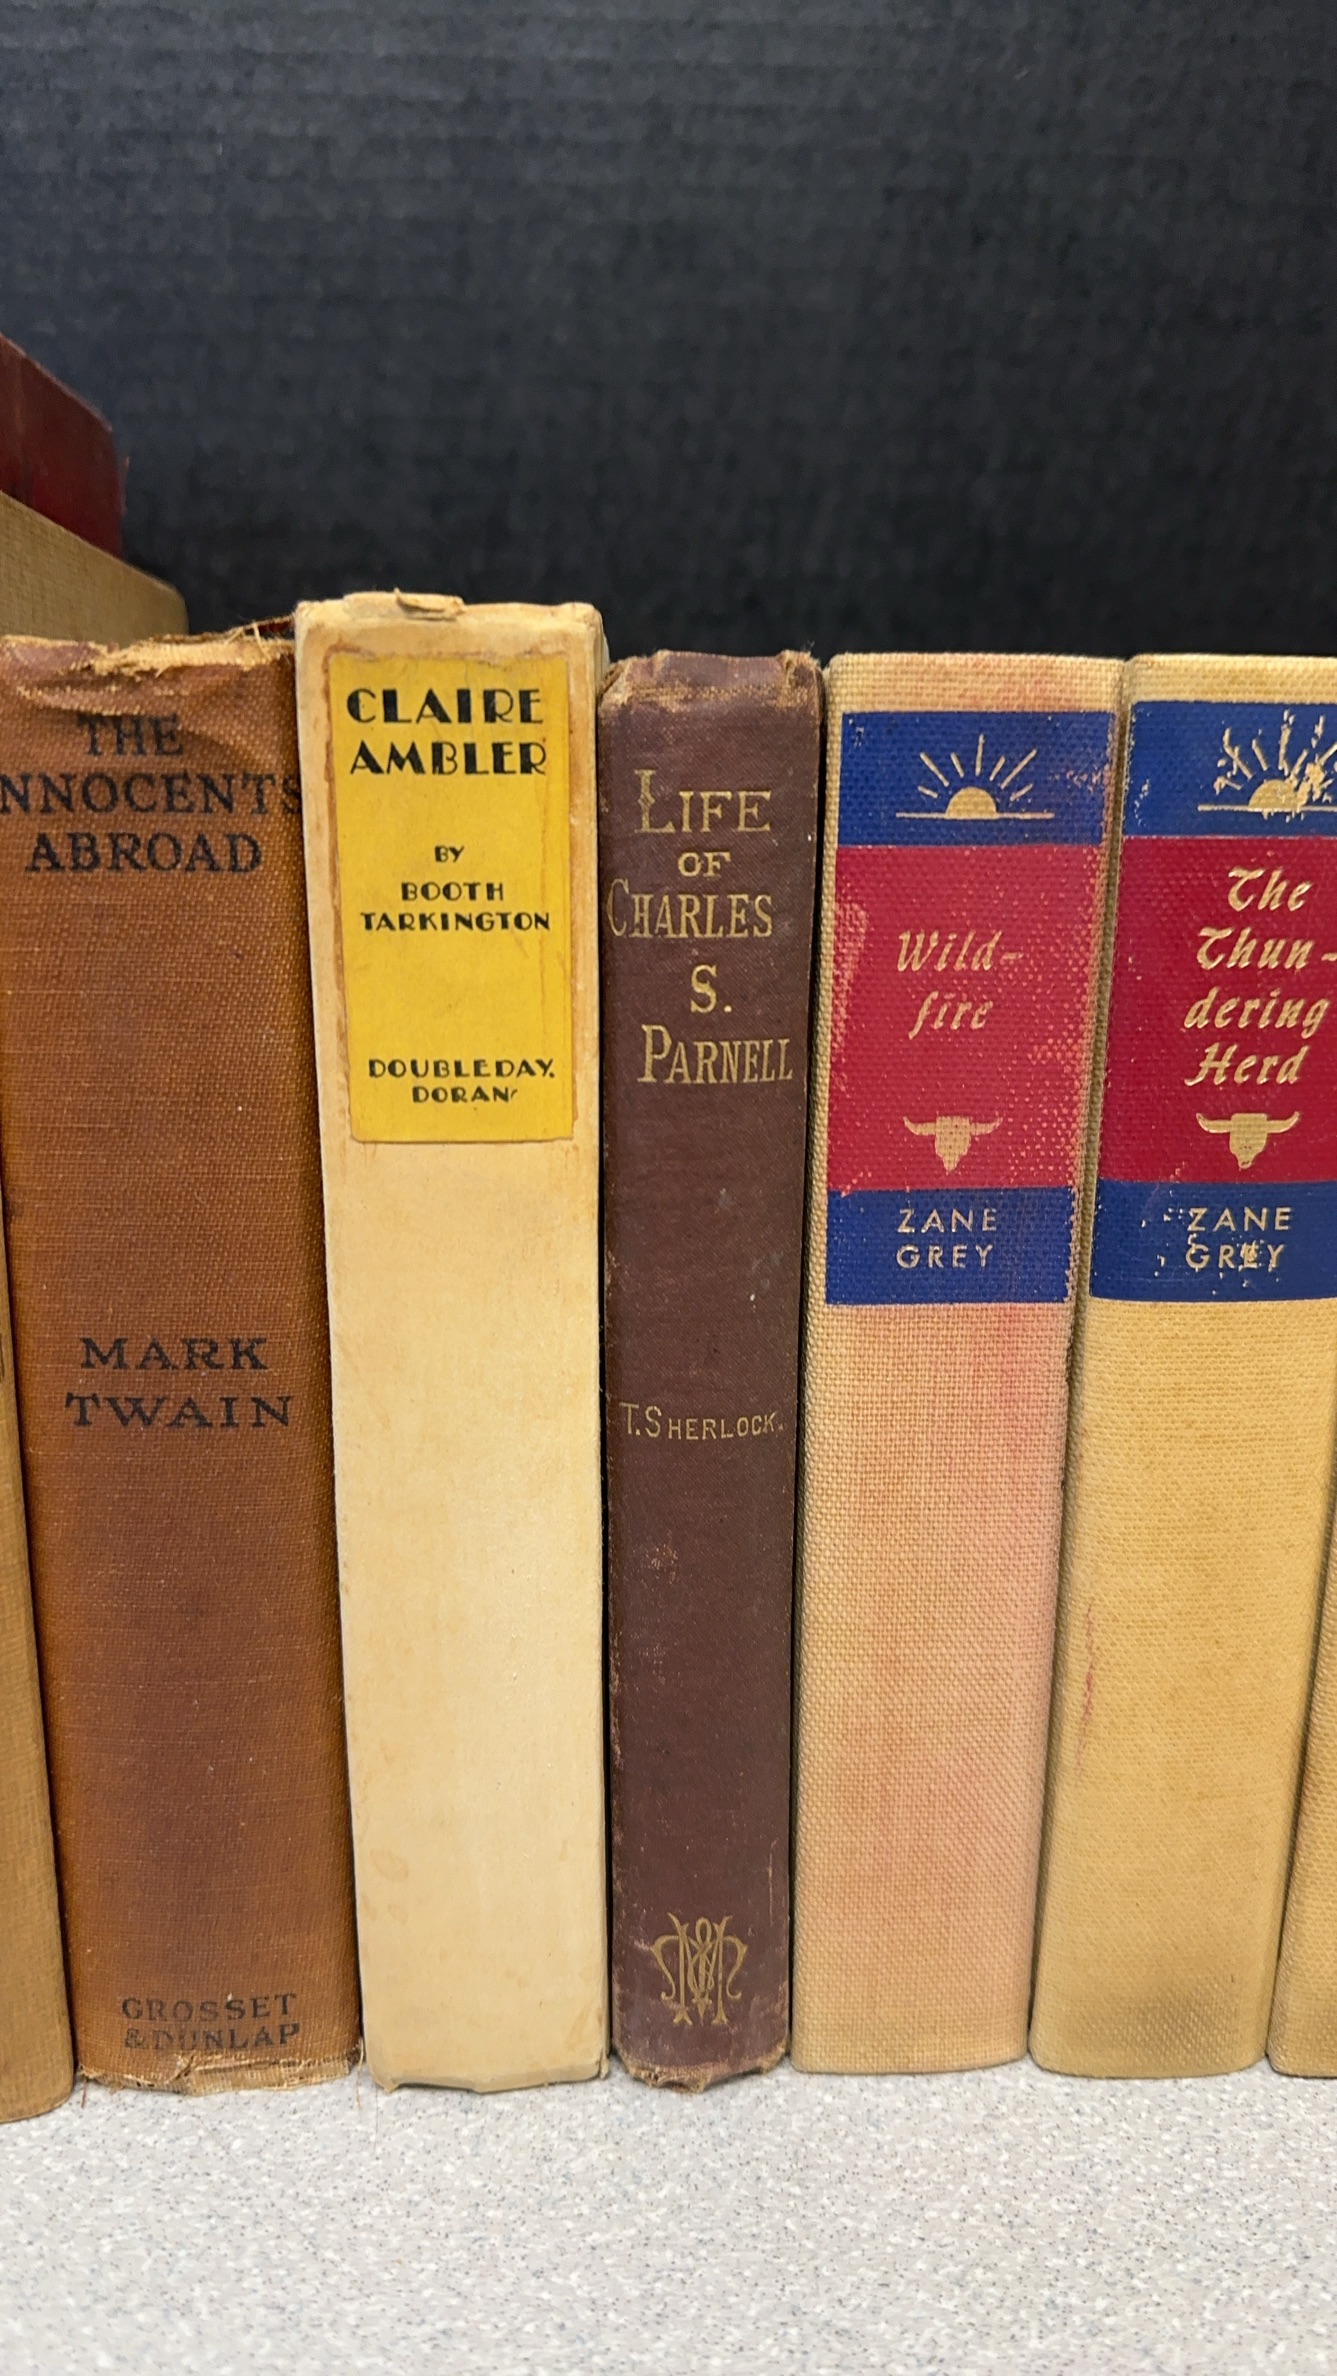 THE
INNOCENTS
ABROAD
MARK
TWAIN
GROSSET
& DUNLAP
CLAIRE
AMBLER
BY
BOOTH
TARKINGTON
DOUBLEDAY,
DORAN
LIFE
OF
CHARLES
S.
PARNELL
T. SHERLOCK.
Wild-
fire
ZANE
GREY
The
Thun-
dering
Herd
ZANE
GREY